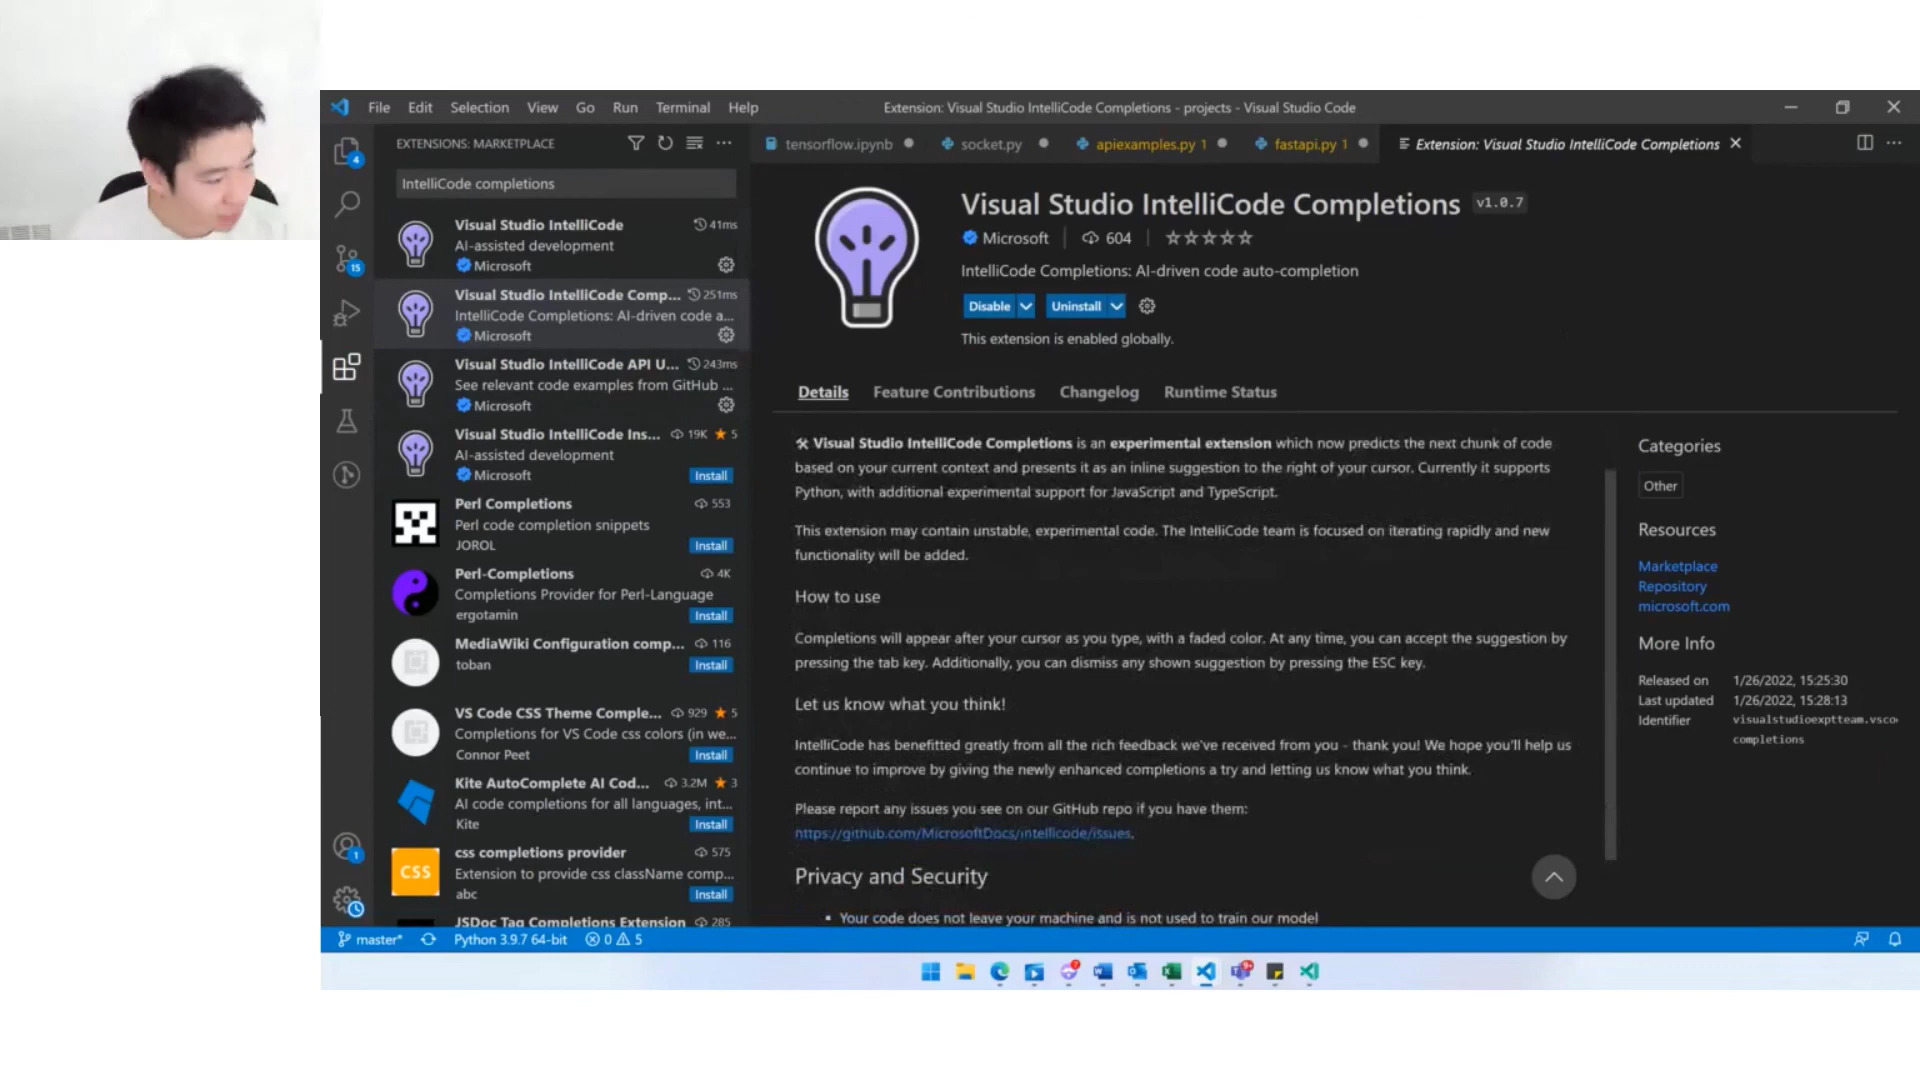 File Edit Selection View Go Run Terminal Help
Extension: Visual Studio IntelliCode Completions - projects - Visual Studio Code
EXTENSIONS: MARKETPLACE
tensorflow.ipynb
socket.py
apiexamples.py 1
fastapi.py 1
Extension: Visual Studio IntelliCode Completions
4
15
1
IntelliCode completions
Visual Studio IntelliCode 41ms
AI-assisted development
Microsoft
Visual Studio IntelliCode Comp... 251ms
IntelliCode Completions: AI-driven code a...
Microsoft
Visual Studio IntelliCode API U... 243ms
See relevant code examples from GitHub ...
Microsoft
Visual Studio IntelliCode Ins... 19K ★ 5
AI-assisted development
Microsoft Install
Perl Completions 553
Perl code completion snippets
JOROL Install
Perl-Completions 4K
Completions Provider for Perl-Language
ergotamin Install
MediaWiki Configuration comp... 116
toban Install
VS Code CSS Theme Comple... 929 ★ 5
Completions for VS Code css colors (in we...
Connor Peet Install
Kite AutoComplete AI Cod... 3.2M ★ 3
AI code completions for all languages, int...
Kite Install
CSS
css completions provider 575
Extension to provide css className comp...
abc Install
JSDoc Tag Completions Extension 285
Visual Studio IntelliCode Completions v1.0.7
Microsoft | 604 | ☆☆☆☆☆
IntelliCode Completions: AI-driven code auto-completion
Disable Uninstall
This extension is enabled globally.
Details Feature Contributions Changelog Runtime Status
🛠 Visual Studio IntelliCode Completions is an experimental extension which now predicts the next chunk of code
based on your current context and presents it as an inline suggestion to the right of your cursor. Currently it supports
Python, with additional experimental support for JavaScript and TypeScript.
This extension may contain unstable, experimental code. The IntelliCode team is focused on iterating rapidly and new
functionality will be added.
How to use
Completions will appear after your cursor as you type, with a faded color. At any time, you can accept the suggestion by
pressing the tab key. Additionally, you can dismiss any shown suggestion by pressing the ESC key.
Let us know what you think!
IntelliCode has benefitted greatly from all the rich feedback we've received from you - thank you! We hope you'll help us
continue to improve by giving the newly enhanced completions a try and letting us know what you think.
Please report any issues you see on our GitHub repo if you have them:
https://github.com/MicrosoftDocs/intellicode/issues.
Privacy and Security
▪ Your code does not leave your machine and is not used to train our model
Categories
Other
Resources
Marketplace
Repository
microsoft.com
More Info
Released on 1/26/2022, 15:25:30
Last updated 1/26/2022, 15:28:13
Identifier visualstudioexptteam.vsco
completions
master* Python 3.9.7 64-bit 0 5